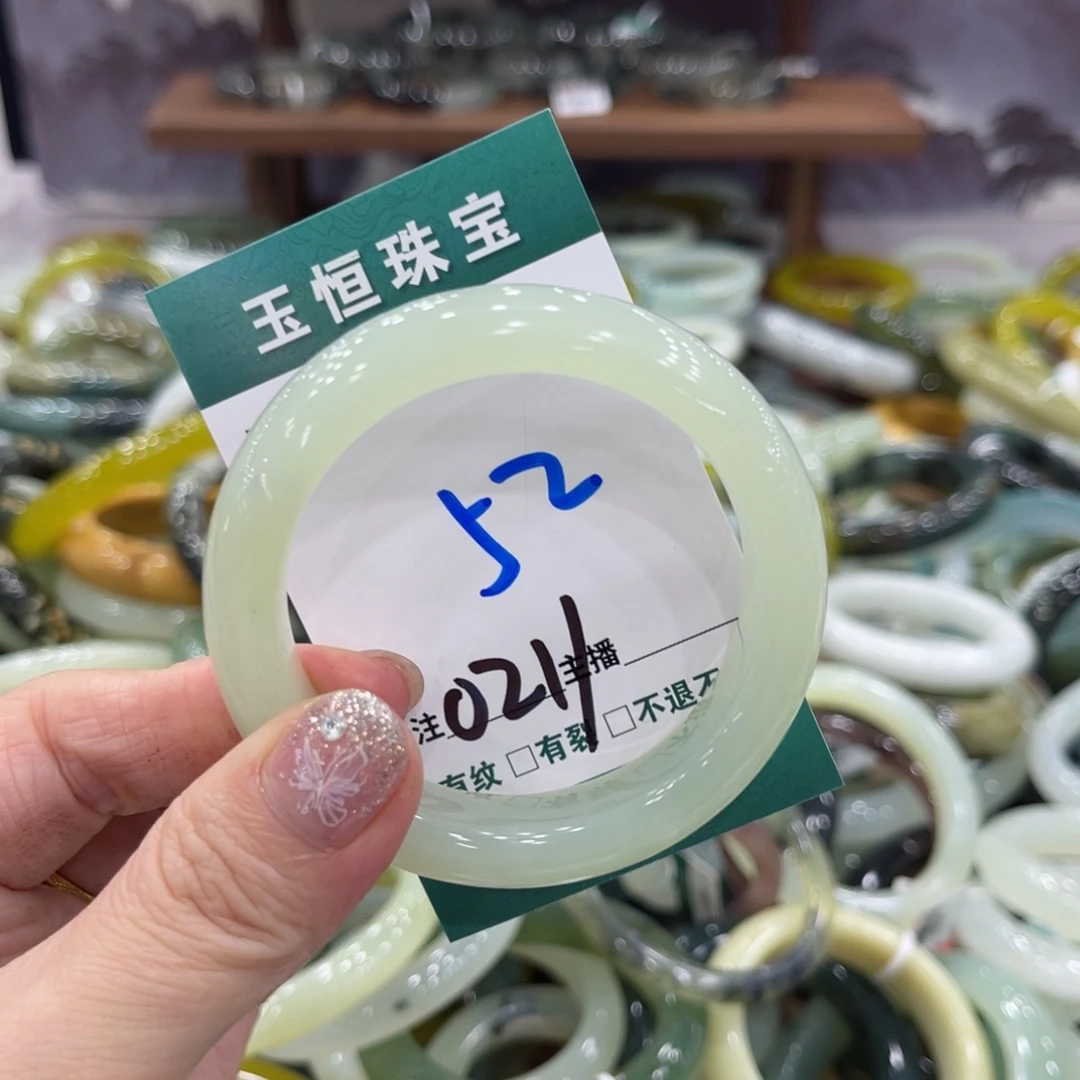 玉恒珠宝
52
主播
注 0211
有纹 □有裂 □不退不